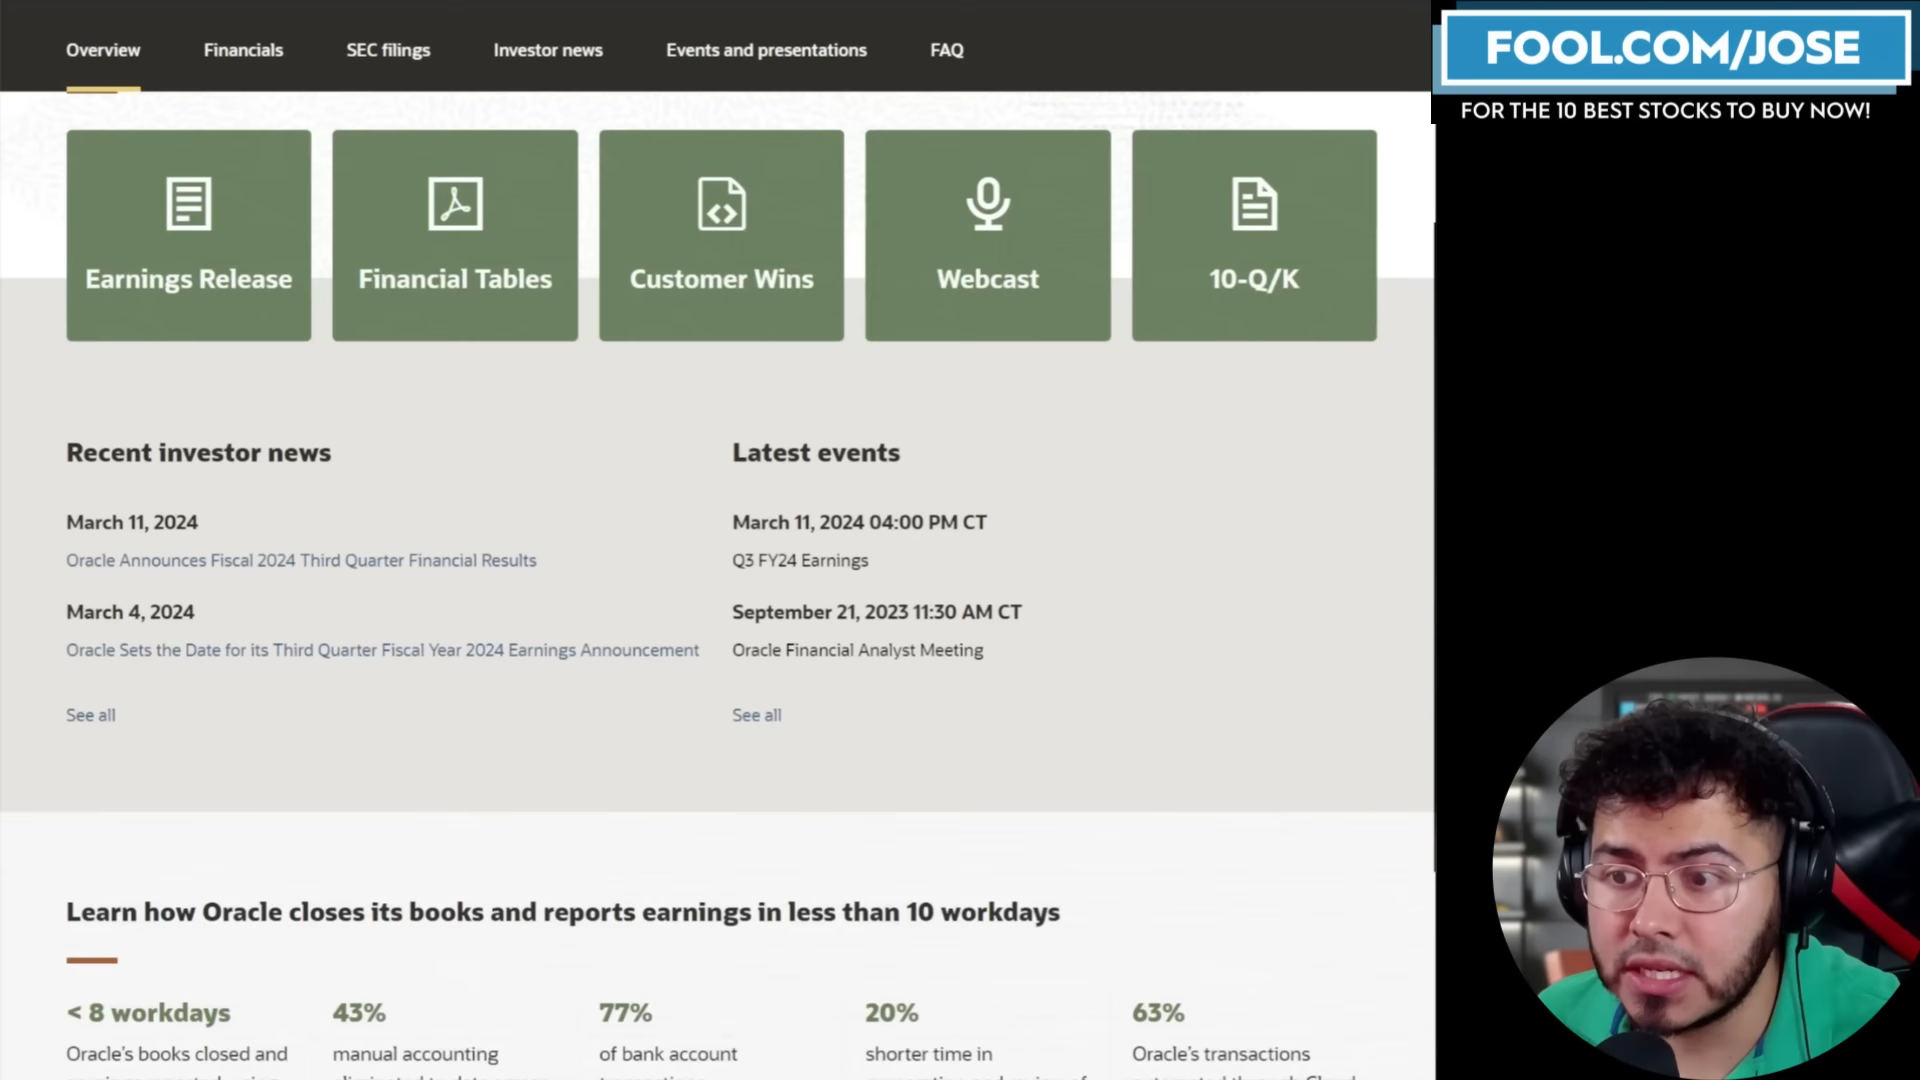 Overview Financials SEC filings Investor news Events and presentations FAQ
FOOL.COM/JOSE
FOR THE 10 BEST STOCKS TO BUY NOW!
Earnings Release
Financial Tables
Customer Wins
Webcast
10-Q/K
Recent investor news
March 11, 2024
Oracle Announces Fiscal 2024 Third Quarter Financial Results
March 4, 2024
Oracle Sets the Date for its Third Quarter Fiscal Year 2024 Earnings Announcement
See all
Latest events
March 11, 2024 04:00 PM CT
Q3 FY24 Earnings
September 21, 2023 11:30 AM CT
Oracle Financial Analyst Meeting
See all
Learn how Oracle closes its books and reports earnings in less than 10 workdays
< 8 workdays
Oracle's books closed and
43%
manual accounting
77%
of bank account
20%
shorter time in
63%
Oracle's transactions